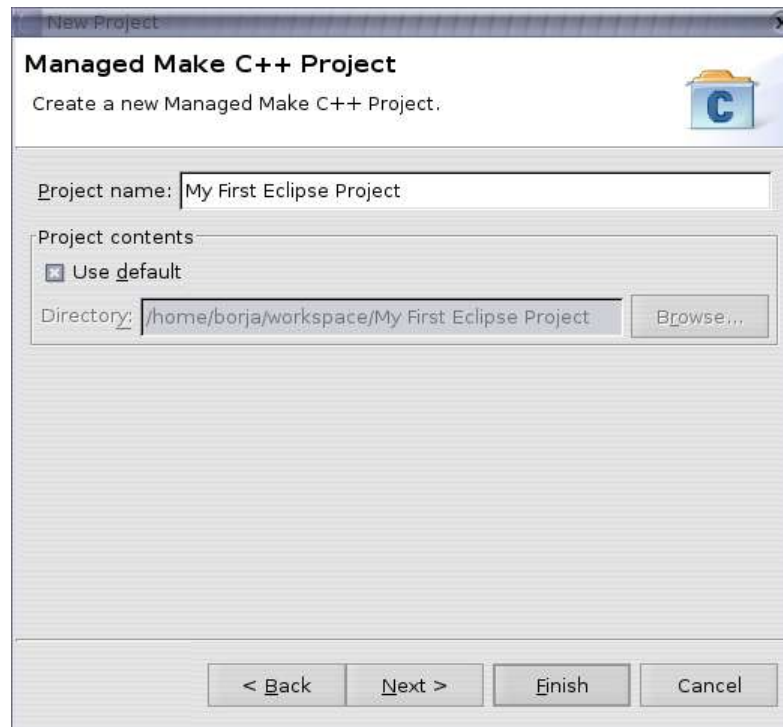 New Project
Managed Make C++ Project
Create a new Managed Make C++ Project.
C
Project name: My First Eclipse Project
Project contents
Use default
Directory: /home/borja/workspace/My First Eclipse Project Browse...
< Back Next > Finish Cancel